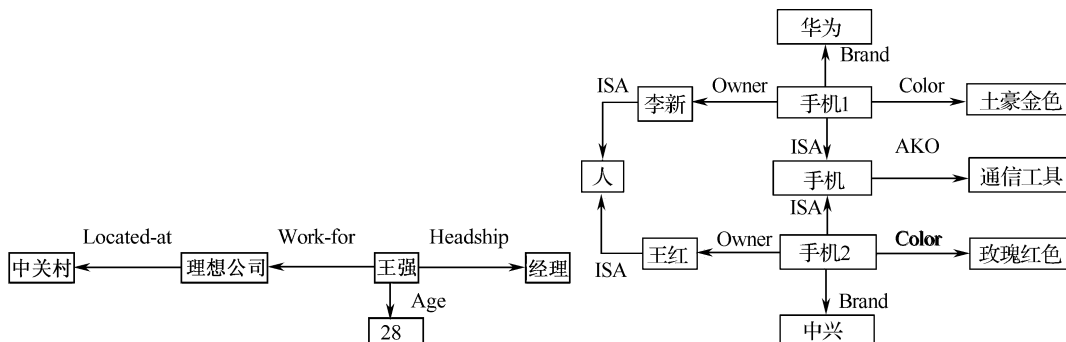 华为
Brand
ISA
Owner
Color
李新
手机1
土豪金色
ISA
AKO
人
手机
通信工具
ISA
Located-at
Work-for
Headship
Owner
Color
中关村
理想公司
王强
经理
ISA
王红
手机2
玫瑰红色
Age
Brand
28
中兴